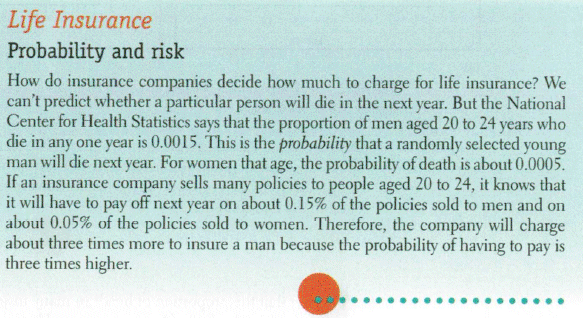 Life Insurance
Probability and risk
How do insurance companies decide how much to charge for life insurance? We
can't predict whether a particular person will die in the next year. But the National
Center for Health Statistics says that the proportion of men aged 20 to 24 years who
die in any one year is 0.0015. This is the probability that a randomly selected young
man will die next year. For women that age, the probability of death is about 0.0005.
If an insurance company sells many policies to people aged 20 to 24, it knows that
it will have to pay off next year on about 0.15% of the policies sold to men and on
about 0.05% of the policies sold to women. Therefore, the company will charge
about three times more to insure a man because the probability of having to pay is
three times higher.